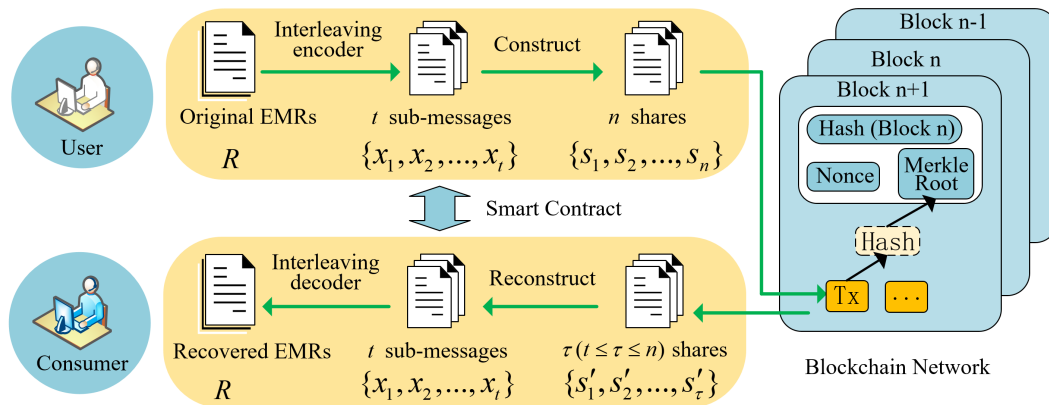 User
Interleaving
encoder
Construct
Original EMRs
t sub-messages
n shares
R
{x₁, x₂, ..., xₜ}
{s₁, s₂, ..., sₙ}
Smart Contract
Consumer
Interleaving
decoder
Reconstruct
Recovered EMRs
t sub-messages
τ (t ≤ τ ≤ n) shares
R
{x₁, x₂, ..., xₜ}
{s′₁, s′₂, ..., s′_τ}
Block n-1
Block n
Block n+1
Hash (Block n)
Nonce
Merkle
Root
Hash
Tx
...
Blockchain Network